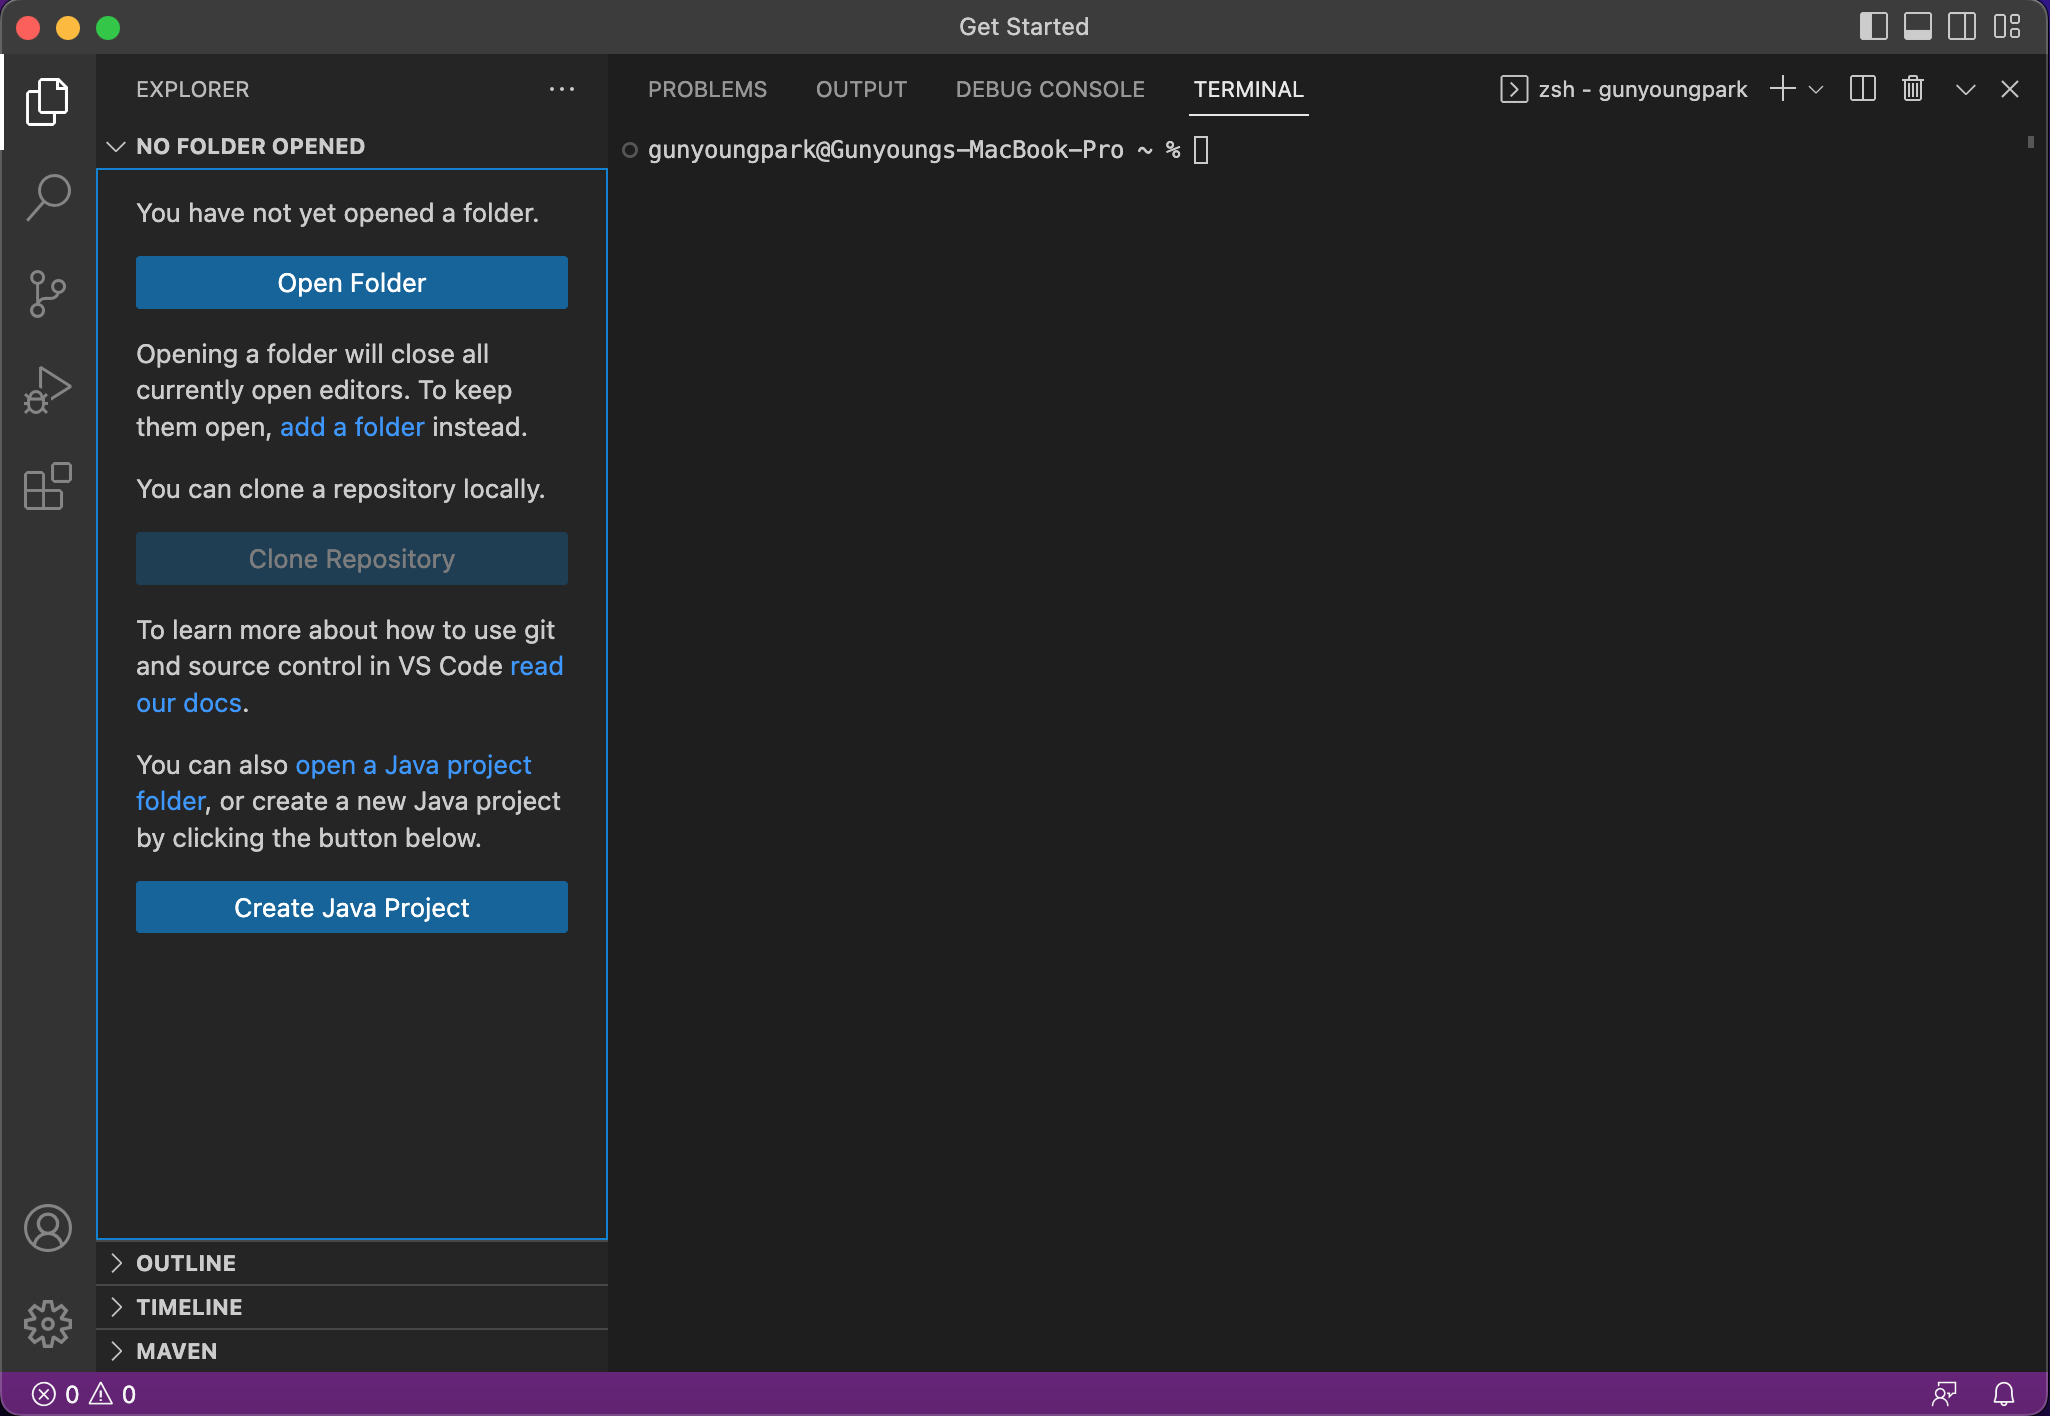 Get Started
EXPLORER
NO FOLDER OPENED
You have not yet opened a folder.
Open Folder
Opening a folder will close all
currently open editors. To keep
them open, add a folder instead.
You can clone a repository locally.
Clone Repository
To learn more about how to use git
and source control in VS Code read
our docs.
You can also open a Java project
folder, or create a new Java project
by clicking the button below.
Create Java Project
OUTLINE
TIMELINE
MAVEN
PROBLEMS OUTPUT DEBUG CONSOLE TERMINAL zsh - gunyoungpark
gunyoungpark@Gunyoungs-MacBook-Pro ~ %
0 0